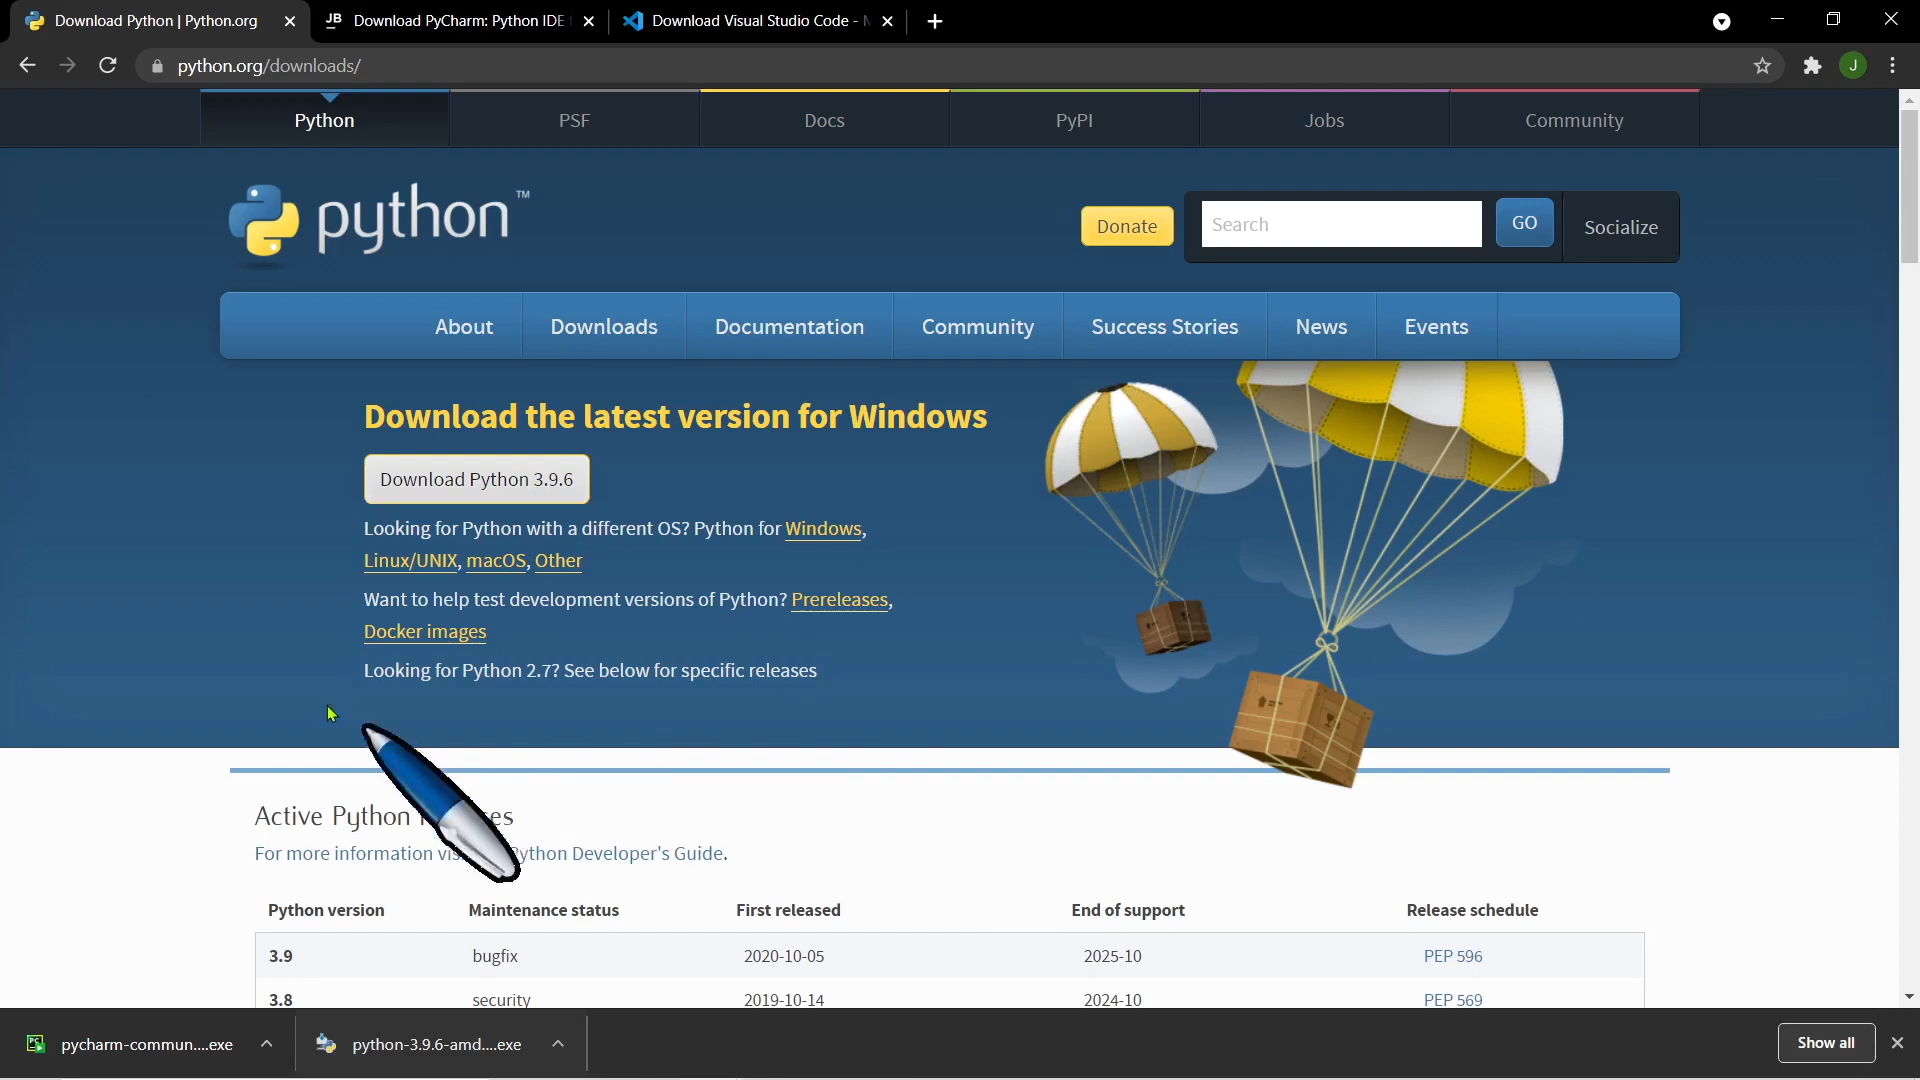 Download Python | Python.org
JB Download PyCharm: Python IDE
Download Visual Studio Code -
python.org/downloads/
J
Python
PSF
Docs
PyPI
Jobs
Community
python™
Donate
Search
GO
Socialize
About
Downloads
Documentation
Community
Success Stories
News
Events
Download the latest version for Windows
Download Python 3.9.6
Looking for Python with a different OS? Python for Windows,
Linux/UNIX, macOS, Other
Want to help test development versions of Python? Prereleases,
Docker images
Looking for Python 2.7? See below for specific releases
Active Python
For more information Python Developer's Guide.
Python version Maintenance status First released End of support Release schedule
3.9 bugfix 2020-10-05 2025-10 PEP 596
3.8 security 2019-10-14 2024-10 PEP 569
PC pycharm-commun....exe
python-3.9.6-amd....exe
Show all